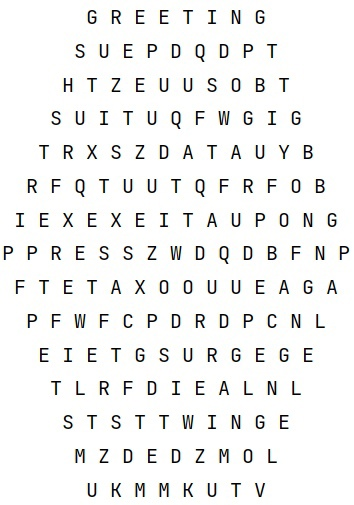 G R E E T I N G
S U E P D Q D P T
H T Z E U U S O B T
S U I T U Q F W G I G
T R X S Z D A T A U Y B
R F Q T U U T Q F R F O B
I E X E X E I T A U P O N G
P P R E S S Z W D Q D B F N P
F T E T A X O O U U E A G A
P F W F C P D R D P C N L
E I E T G S U R G E G E
T L R F D I E A L N L
S T S T T W I N G E
M Z D E D Z M O L
U K M M K U T V